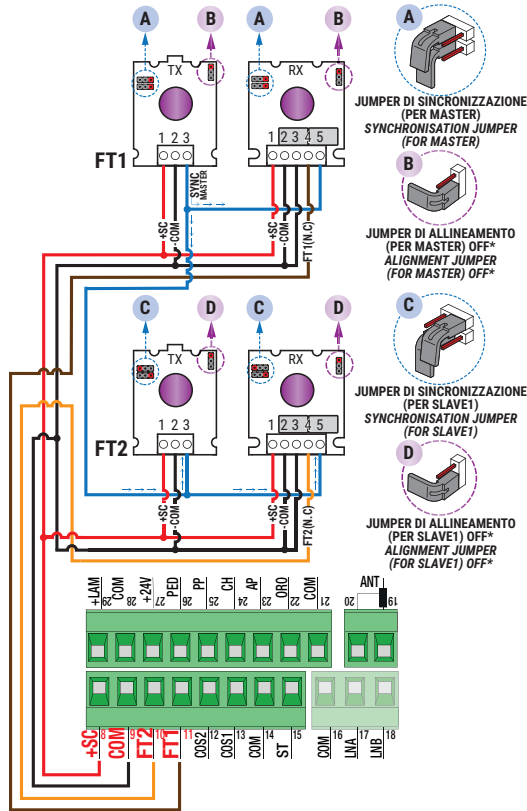 A B A B
TX RX
1 2 3 1 2 3 4 5
FT1
SYNC
MASTER
+SC -COM +SC -COM FT1(N.C)
C D C D
TX RX
1 2 3 1 2 3 4 5
FT2
+SC -COM +SC -COM FT2(N.C)
A
JUMPER DI SINCRONIZZAZIONE
(PER MASTER)
SYNCHRONISATION JUMPER
(FOR MASTER)
B
JUMPER DI ALLINEAMENTO
(PER MASTER) OFF*
ALIGNMENT JUMPER
(FOR MASTER) OFF*
C
JUMPER DI SINCRONIZZAZIONE
(PER SLAVE1)
SYNCHRONISATION JUMPER
(FOR SLAVE1)
D
JUMPER DI ALLINEAMENTO
(PER SLAVE1) OFF*
ALIGNMENT JUMPER
(FOR SLAVE1) OFF*
+LAM COM +24V PED PP CH AP ORO COM ANT
29 28 27 26 25 24 23 22 21 20 19
8 9 10 11 12 13 14 15 16 17 18
+SC COM FT2 FT1 COS2 COS1 COM ST COM LNA LNB